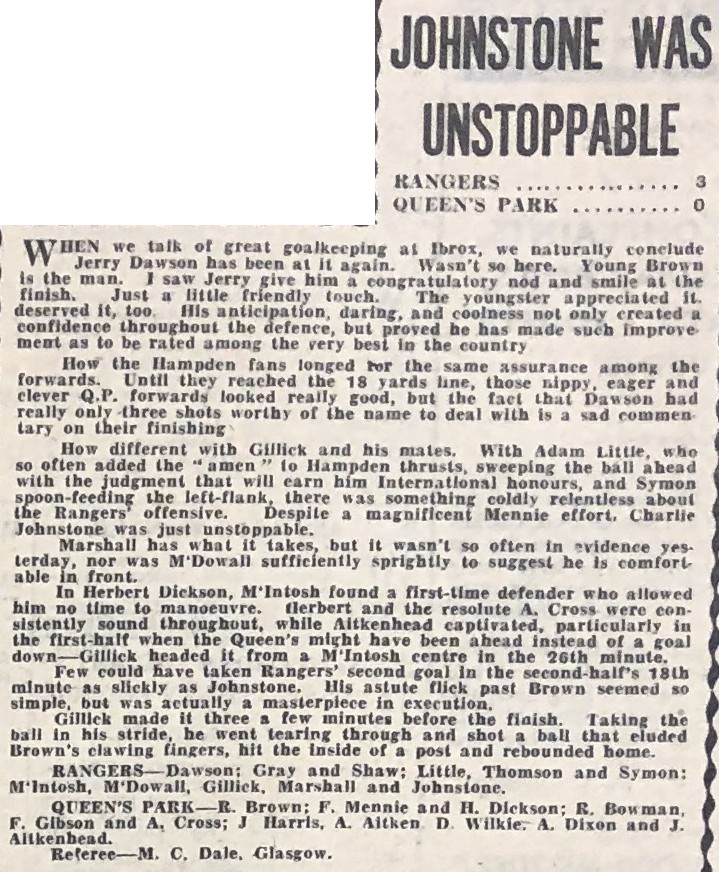 JOHNSTONE WAS
UNSTOPPABLE
RANGERS ................ 3
QUEEN'S PARK .......... 0
WHEN we talk of great goalkeeping at Ibrox, we naturally conclude
Jerry Dawson has been at it again. Wasn't so here. Young Brown
is the man. I saw Jerry give him a congratulatory nod and smile at the
finish. Just a little friendly touch. The youngster appreciated it,
deserved it, too. His anticipation, daring, and coolness not only created a
confidence throughout the defence, but proved he has made such improve-
ment as to be rated among the very best in the country
How the Hampden fans longed for the same assurance among the
forwards. Until they reached the 18 yards line, those nippy, eager and
clever Q.P. forwards looked really good, but the fact that Dawson had
really only three shots worthy of the name to deal with is a sad commen-
tary on their finishing
How different with Gillick and his mates. With Adam Little, who
so often added the "amen" to Hampden thrusts, sweeping the ball ahead
with the judgment that will earn him International honours, and Symon
spoon-feeding the left-flank, there was something coldly relentless about
the Rangers' offensive. Despite a magnificent Mennie effort, Charlie
Johnstone was just unstoppable.
Marshall has what it takes, but it wasn't so often in evidence yes-
terday, nor was M'Dowall sufficiently sprightly to suggest he is comfort-
able in front.
In Herbert Dickson, M'Intosh found a first-time defender who allowed
him no time to manoeuvre. Herbert and the resolute A. Cross were con-
sistently sound throughout, while Aitkenhead captivated, particularly in
the first-half when the Queen's might have been ahead instead of a goal
down—Gillick headed it from a M'Intosh centre in the 26th minute.
Few could have taken Rangers' second goal in the second-half's 18th
minute as slickly as Johnstone. His astute flick past Brown seemed so
simple, but was actually a masterpiece in execution.
Gillick made it three a few minutes before the finish. Taking the
ball in his stride, he went tearing through and shot a ball that eluded
Brown's clawing fingers, hit the inside of a post and rebounded home.
RANGERS—Dawson; Gray and Shaw; Little, Thomson and Symon;
M'Intosh, M'Dowall, Gillick, Marshall and Johnstone.
QUEEN'S PARK—R. Brown; F. Mennie and H. Dickson; R. Bowman,
F. Gibson and A. Cross; J Harris, A. Aitken, D. Wilkie, A. Dixon and J.
Aitkenhead.
Referee—M. C. Dale, Glasgow.